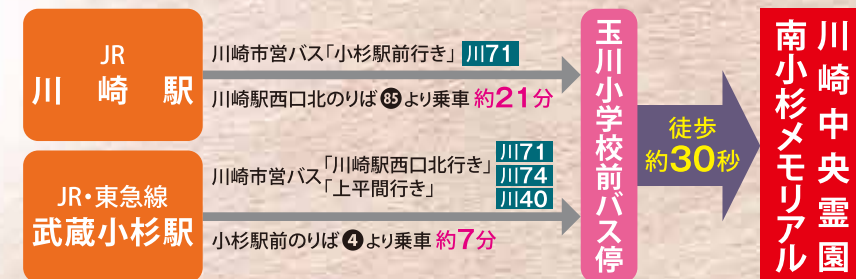 JR
川崎駅
川崎市営バス「小杉駅前行き」 川71
川崎駅西口北のりば85より乗車 約21分
JR・東急線
武蔵小杉駅
川崎市営バス「川崎駅西口北行き」
「上平間行き」
川71
川74
川40
小杉駅前のりば4より乗車 約7分
玉川小学校前バス停
徒歩
約30秒
川崎中央霊園
南小杉メモリアル